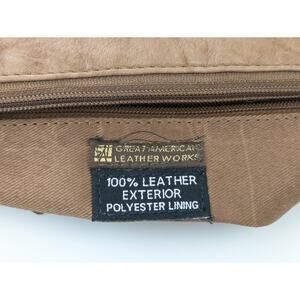 GREAT AMERICAN
LEATHER WORKS
100% LEATHER
EXTERIOR
POLYESTER LINING